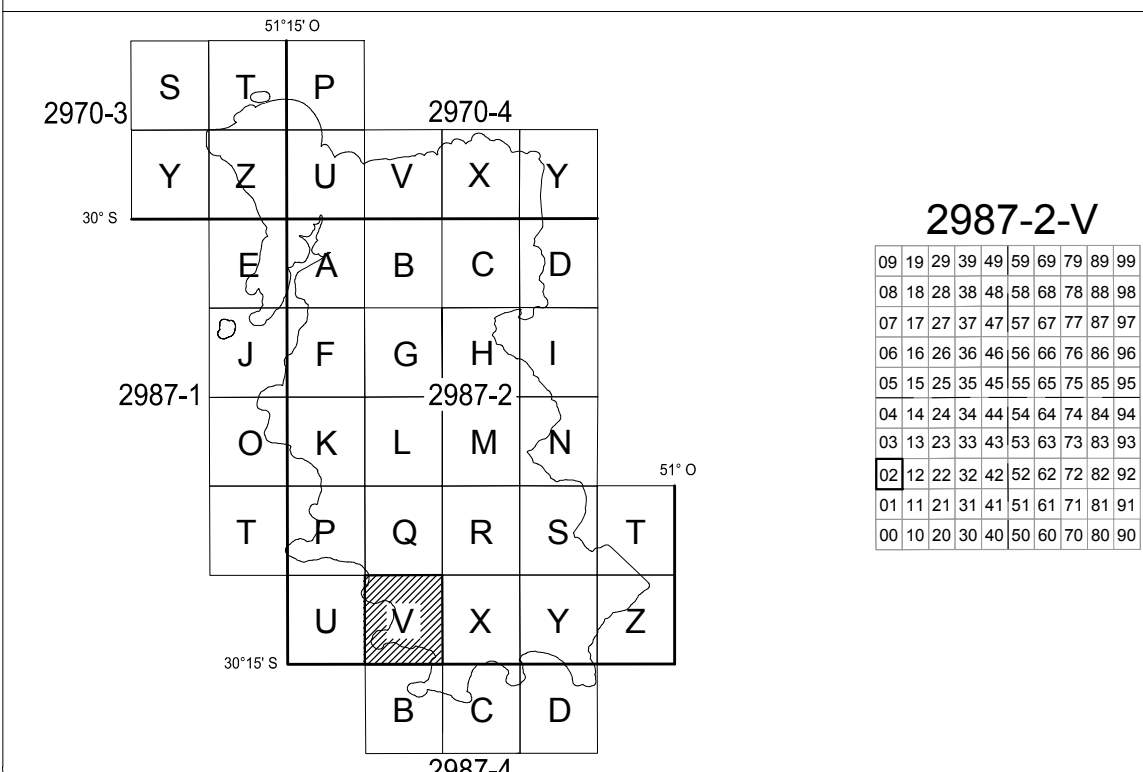 51°15' O
S T P
2970-3 2970-4
Y Z U V X Y
30° S
E A B C D
J F G H I
2987-1 2987-2
O K L M N
51° O
T P Q R S T
U V X Y Z
30°15' S
B C D
2987-4
2987-2-V
09 19 29 39 49 59 69 79 89 99
08 18 28 38 48 58 68 78 88 98
07 17 27 37 47 57 67 77 87 97
06 16 26 36 46 56 66 76 86 96
05 15 25 35 45 55 65 75 85 95
04 14 24 34 44 54 64 74 84 94
03 13 23 33 43 53 63 73 83 93
02 12 22 32 42 52 62 72 82 92
01 11 21 31 41 51 61 71 81 91
00 10 20 30 40 50 60 70 80 90